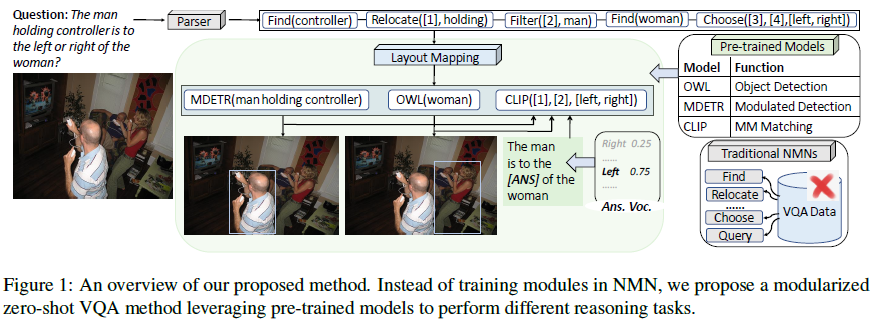 Question: The man
holding controller is to
the left or right of the
woman?
Parser
Find(controller)
Relocate([1], holding)
Filter([2], man)
Find(woman)
Choose([3], [4],[left, right])
Layout Mapping
MDETR(man holding controller)
OWL(woman)
CLIP([1], [2], [left, right])
The man
is to the
[ANS] of the
woman
Right 0.25
......
Left 0.75
......
Ans. Voc.
Pre-trained Models
Model Function
OWL Object Detection
MDETR Modulated Detection
CLIP MM Matching
Traditional NMNs
Find
Relocate
......
Choose
Query
VQA Data
Figure 1: An overview of our proposed method. Instead of training modules in NMN, we propose a modularized
zero-shot VQA method leveraging pre-trained models to perform different reasoning tasks.